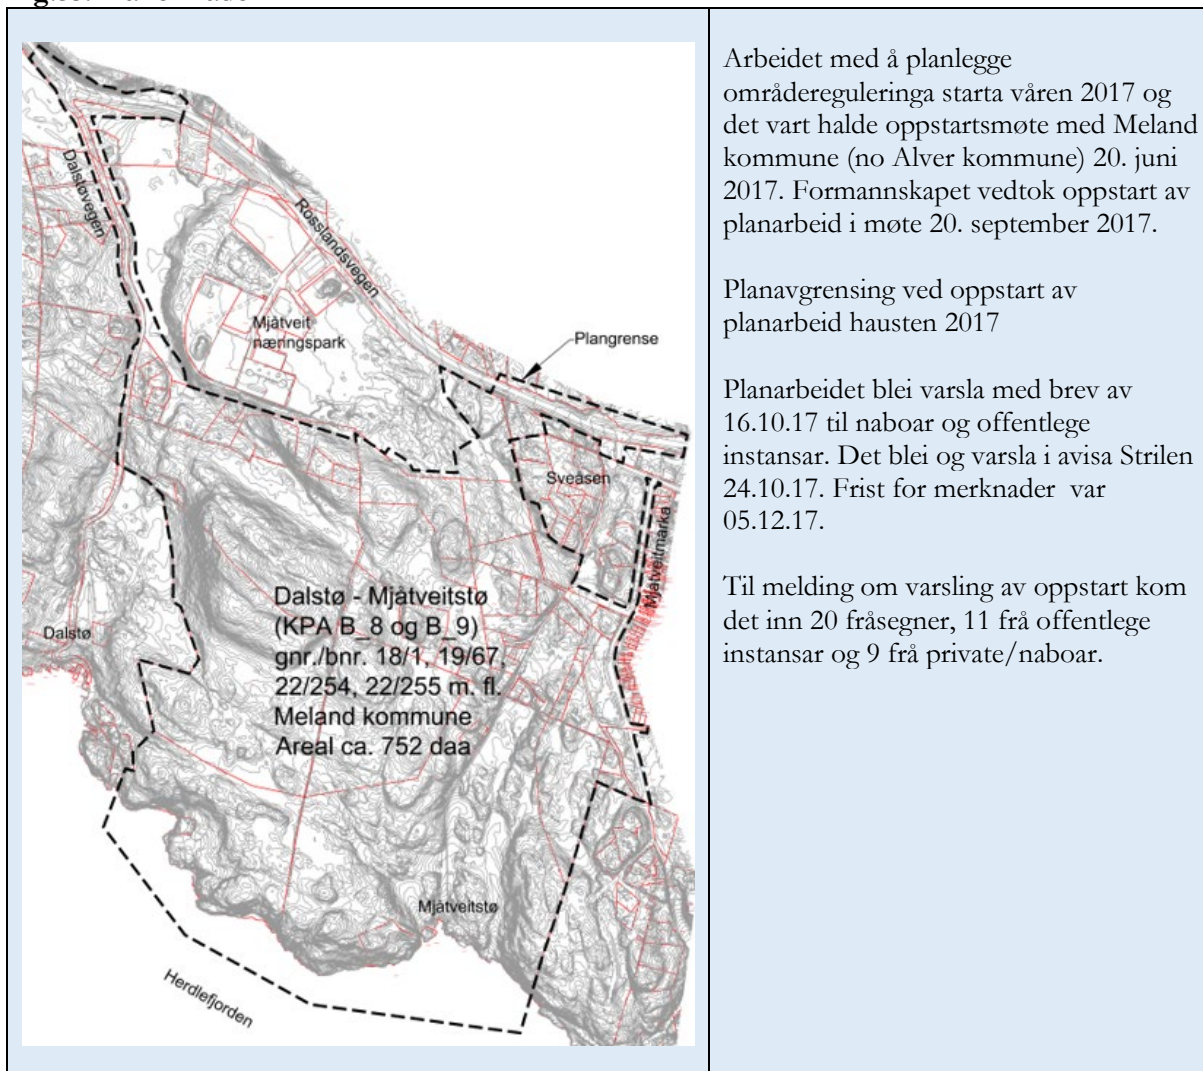 Dalstøvegen
Rosslandsvegen
Mjåtveit
næringspark
Plangrense
Sveåsen
Mjåtveitmarka
Dalstø - Mjåtveitstø
(KPA B_8 og B_9)
gnr./bnr. 18/1, 19/67,
22/254, 22/255 m. fl.
Meland kommune
Areal ca. 752 daa
Dalstø
Mjåtveitstø
Herdlefjorden
Arbeidet med å planlegge
områdereguleringa starta våren 2017 og
det vart halde oppstartsmøte med Meland
kommune (no Alver kommune) 20. juni
2017. Formannskapet vedtok oppstart av
planarbeid i møte 20. september 2017.
Planavgrensing ved oppstart av
planarbeid hausten 2017
Planarbeidet blei varsla med brev av
16.10.17 til naboar og offentlege
instansar. Det blei og varsla i avisa Strilen
24.10.17. Frist for merknader var
05.12.17.
Til melding om varsling av oppstart kom
det inn 20 fråsegner, 11 frå offentlege
instansar og 9 frå private/naboar.